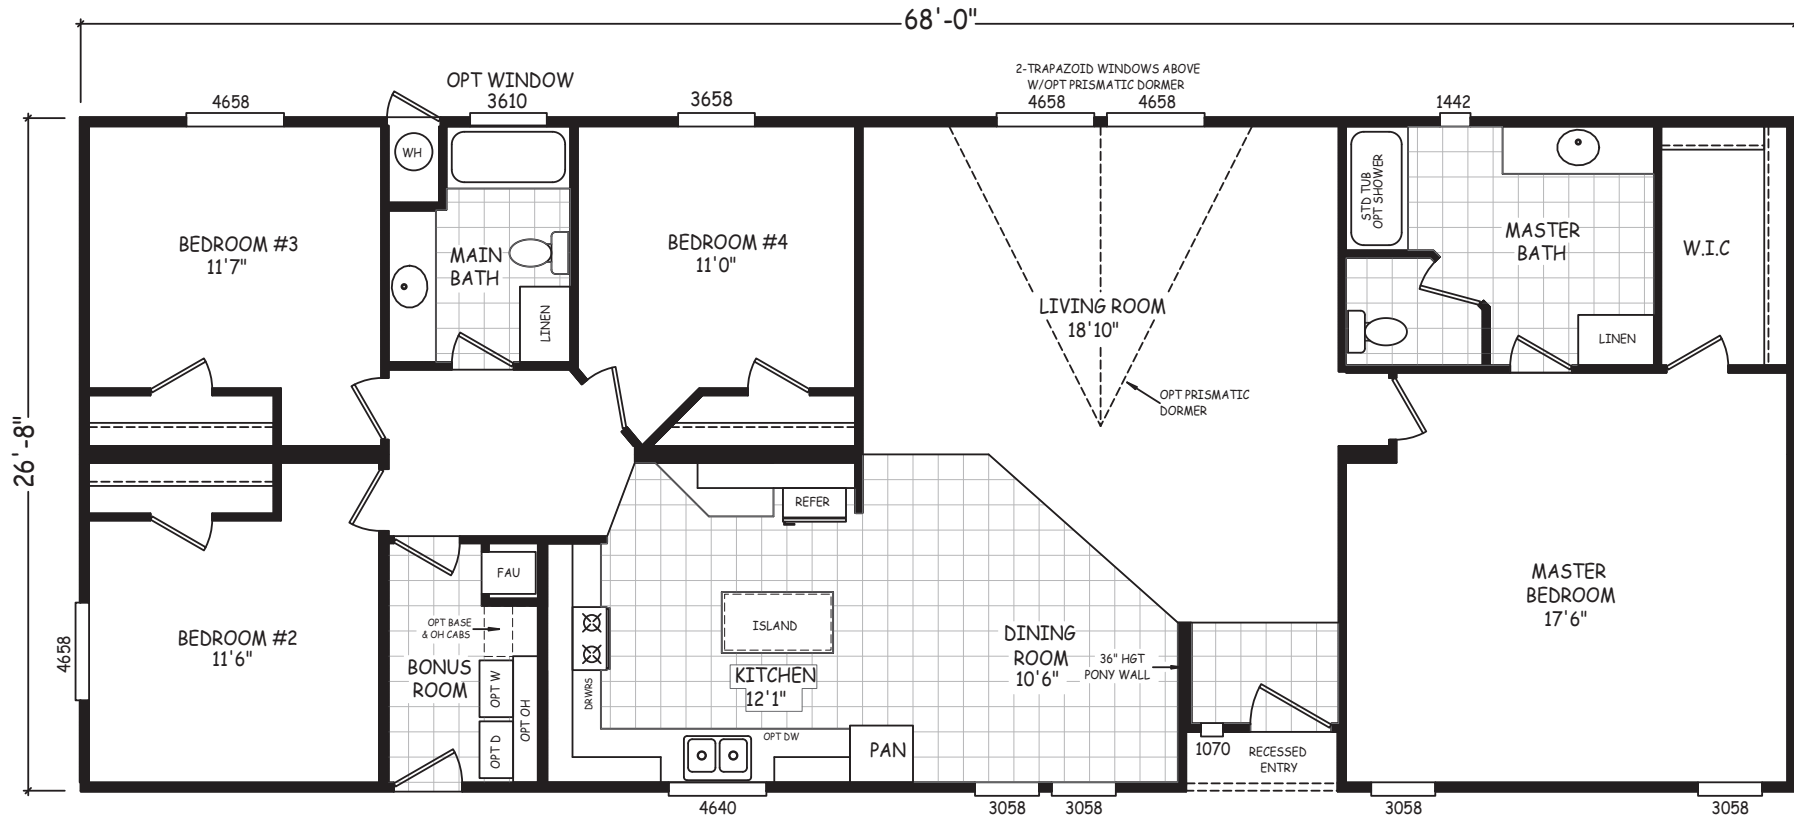 68'-0"
2-TRAPAZOID WINDOWS ABOVE
W/OPT PRISMATIC DORMER
OPT WINDOW
4658
3610
3658
4658
4658
1442
26'-8"
WH
STD TUB
OPT SHOWER
BEDROOM #3
11'7"
MAIN
BATH
BEDROOM #4
11'0"
MASTER
BATH
W.I.C
LINEN
LIVING ROOM
18'10"
LINEN
OPT PRISMATIC
DORMER
REFER
FAU
MASTER
BEDROOM
17'6"
OPT BASE
& OH CABS
ISLAND
4658
BEDROOM #2
11'6"
BONUS
ROOM
OPT W
OPT D
OPT OH
DRWRS
KITCHEN
12'1"
DINING
ROOM
10'6"
36" HGT
PONY WALL
OPT DW
PAN
1070
RECESSED
ENTRY
4640
3058
3058
3058
3058